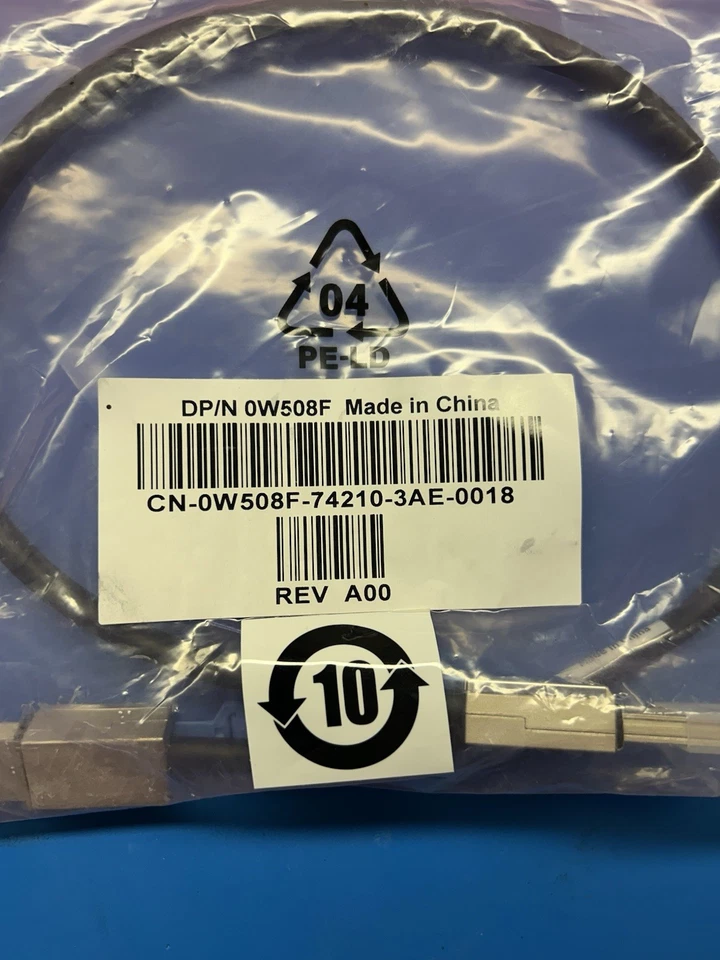 04
PE-LD
DP/N 0W508F Made in China
CN-0W508F-74210-3AE-0018
REV A00
10